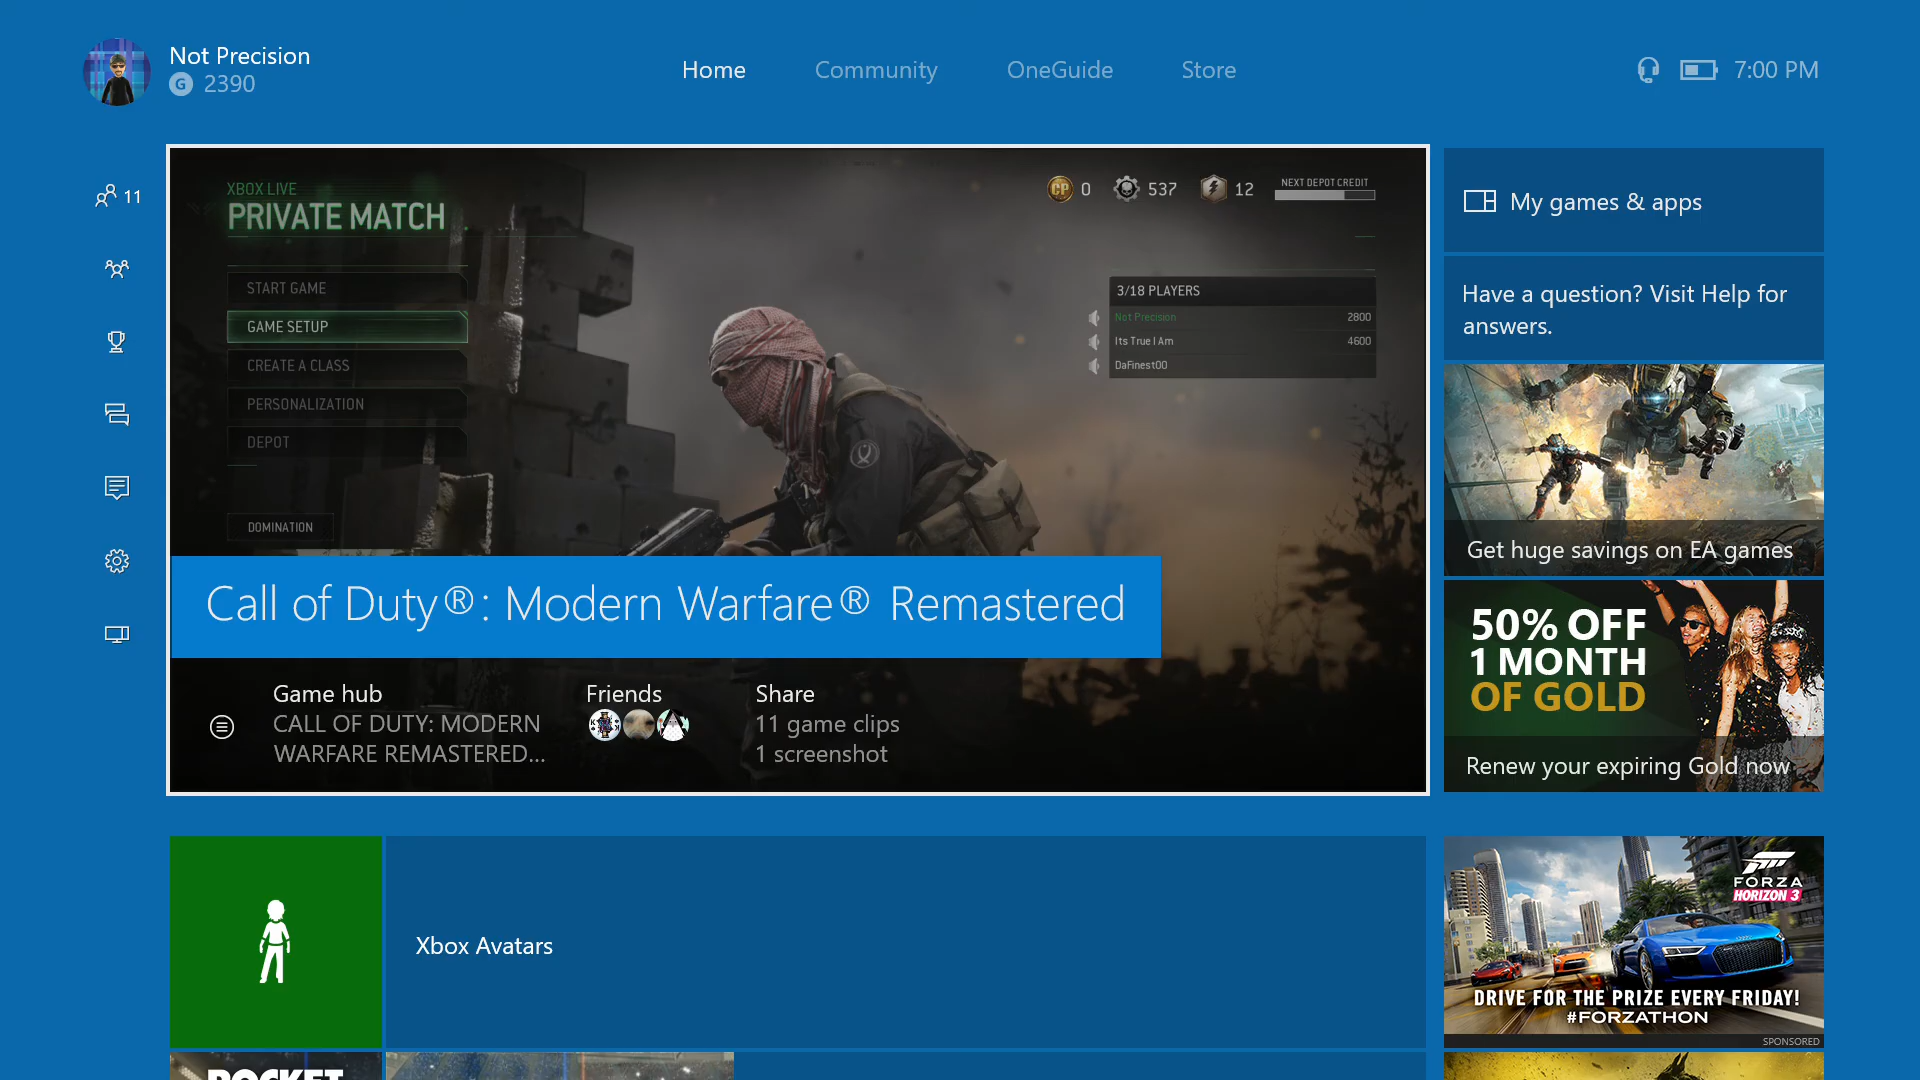 Not Precision
G 2390
Home
Community
OneGuide
Store
7:00 PM
11
XBOX LIVE
PRIVATE MATCH
CP 0
537
12
NEXT DEPOT CREDIT
START GAME
GAME SETUP
CREATE A CLASS
PERSONALIZATION
DEPOT
DOMINATION
3/18 PLAYERS
Not Precision 2800
Its True I Am 4600
DaFinest00
Call of Duty®: Modern Warfare® Remastered
Game hub
CALL OF DUTY: MODERN
WARFARE REMASTERED...
Friends
Share
11 game clips
1 screenshot
My games & apps
Have a question? Visit Help for
answers.
Get huge savings on EA games
50% OFF
1 MONTH
OF GOLD
Renew your expiring Gold now
Xbox Avatars
FORZA
HORIZON 3
DRIVE FOR THE PRIZE EVERY FRIDAY!
#FORZATHON
SPONSORED
ROCKET